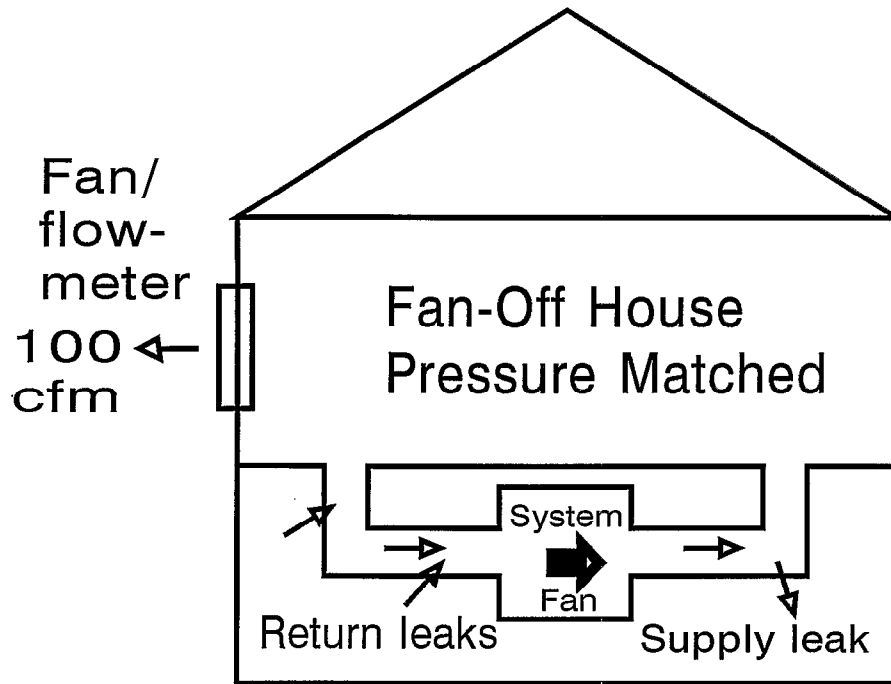 Fan/
flow-
meter
100
cfm
Fan-Off House
Pressure Matched
System
Fan
Return leaks
Supply leak